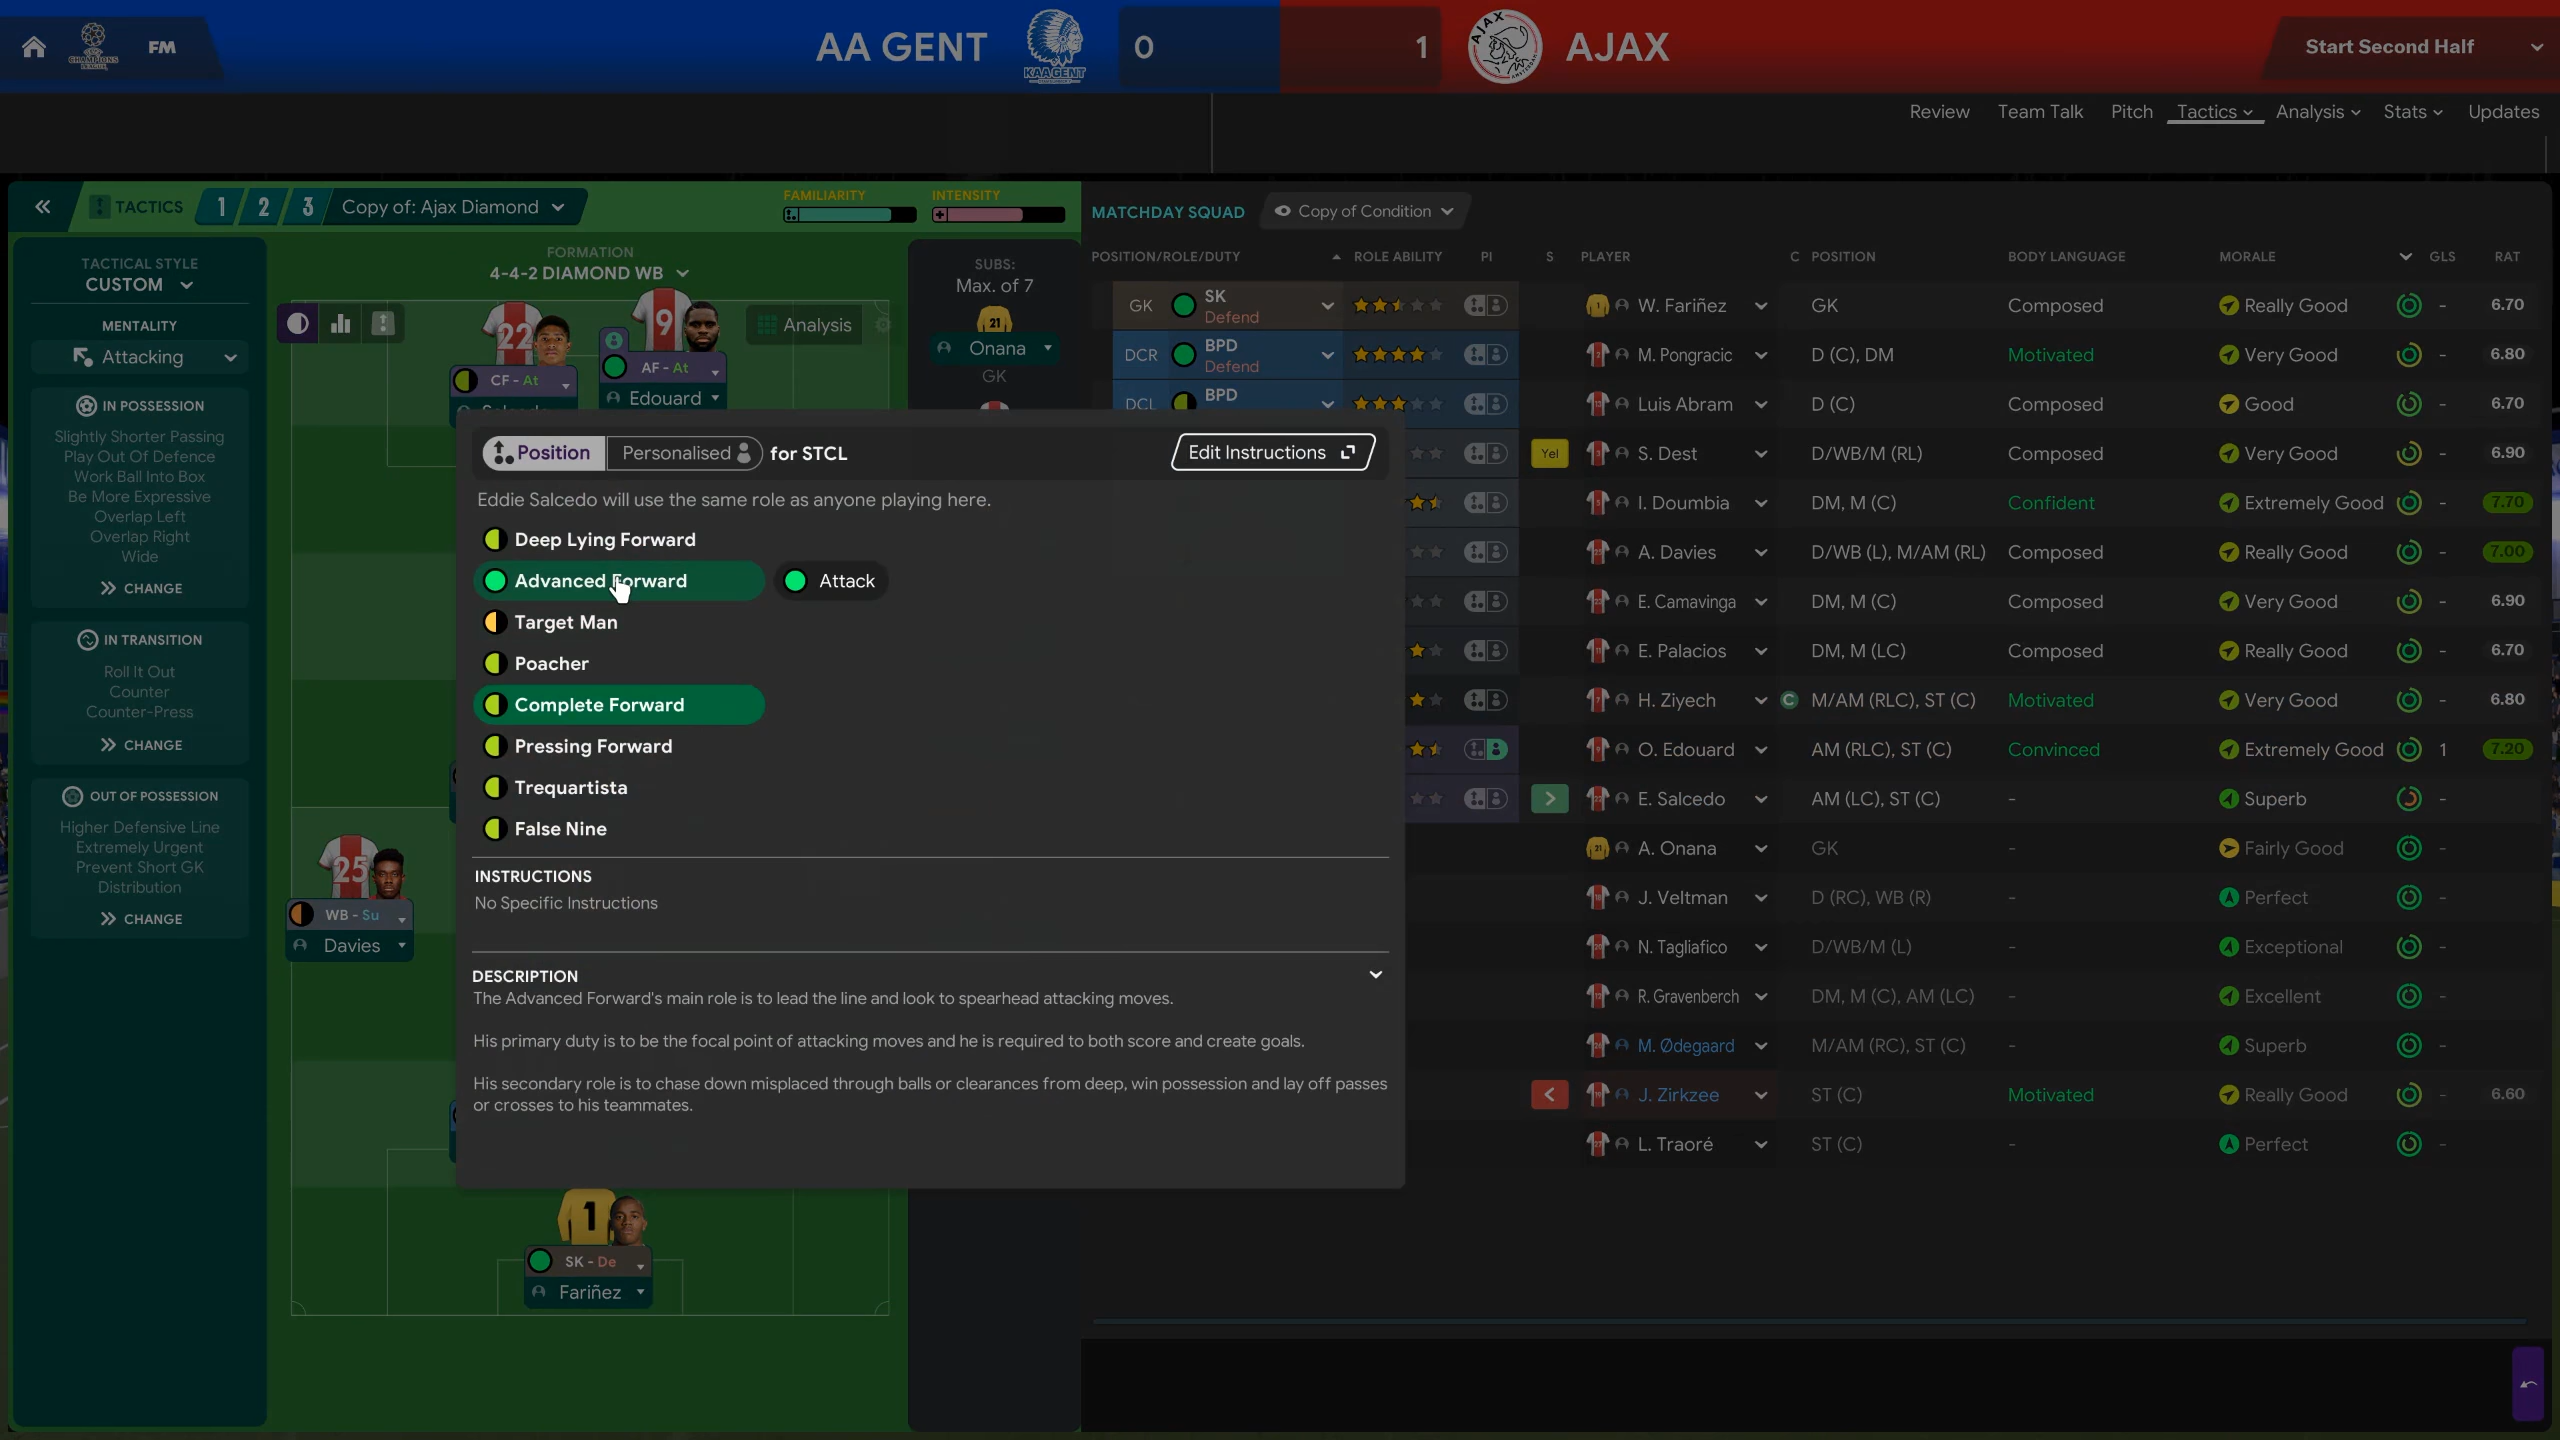 CHAMPIONS LEAGUE
FM
AA GENT
KAA GENT
0
1
AJAX
AJAX
Start Second Half
Review
Team Talk
Pitch
Tactics
Analysis
Stats
Updates
TACTICS
1
2
3
Copy of: Ajax Diamond
FAMILIARITY
INTENSITY
TACTICAL STYLE
CUSTOM
MENTALITY
Attacking
IN POSSESSION
Slightly Shorter Passing
Play Out Of Defence
Work Ball Into Box
Be More Expressive
Overlap Left
Overlap Right
Wide
CHANGE
IN TRANSITION
Roll It Out
Counter
Counter-Press
CHANGE
OUT OF POSSESSION
Higher Defensive Line
Extremely Urgent
Prevent Short GK
Distribution
CHANGE
FORMATION
4-4-2 DIAMOND WB
Analysis
22
CF - At
9
AF - At
Edouard
25
WB - Su
Davies
1
SK - De
Fariñez
SUBS:
Max. of 7
21
Onana
GK
Position
Personalised
for STCL
Edit Instructions
Eddie Salcedo will use the same role as anyone playing here.
Deep Lying Forward
Advanced Forward
Attack
Target Man
Poacher
Complete Forward
Pressing Forward
Trequartista
False Nine
INSTRUCTIONS
No Specific Instructions
DESCRIPTION
The Advanced Forward's main role is to lead the line and look to spearhead attacking moves.
His primary duty is to be the focal point of attacking moves and he is required to both score and create goals.
His secondary role is to chase down misplaced through balls or clearances from deep, win possession and lay off passes
or crosses to his teammates.
MATCHDAY SQUAD
Copy of Condition
POSITION/ROLE/DUTY ROLE ABILITY PI S PLAYER C POSITION BODY LANGUAGE MORALE GLS RAT
GK SK Defend W. Fariñez GK Composed Really Good - 6.70
DCR BPD Defend M. Pongracic D (C), DM Motivated Very Good - 6.80
DCL BPD Luis Abram D (C) Composed Good - 6.70
Yel S. Dest D/WB/M (RL) Composed Very Good - 6.90
I. Doumbia DM, M (C) Confident Extremely Good - 7.70
A. Davies D/WB (L), M/AM (RL) Composed Really Good - 7.00
E. Camavinga DM, M (C) Composed Very Good - 6.90
E. Palacios DM, M (LC) Composed Really Good - 6.70
H. Ziyech C M/AM (RLC), ST (C) Motivated Very Good - 6.80
O. Edouard AM (RLC), ST (C) Convinced Extremely Good 1 7.20
E. Salcedo AM (LC), ST (C) - Superb -
A. Onana GK - Fairly Good -
J. Veltman D (RC), WB (R) - Perfect -
N. Tagliafico D/WB/M (L) - Exceptional -
R. Gravenberch DM, M (C), AM (LC) - Excellent -
M. Ødegaard M/AM (RC), ST (C) - Superb -
J. Zirkzee ST (C) Motivated Really Good - 6.60
L. Traoré ST (C) - Perfect -